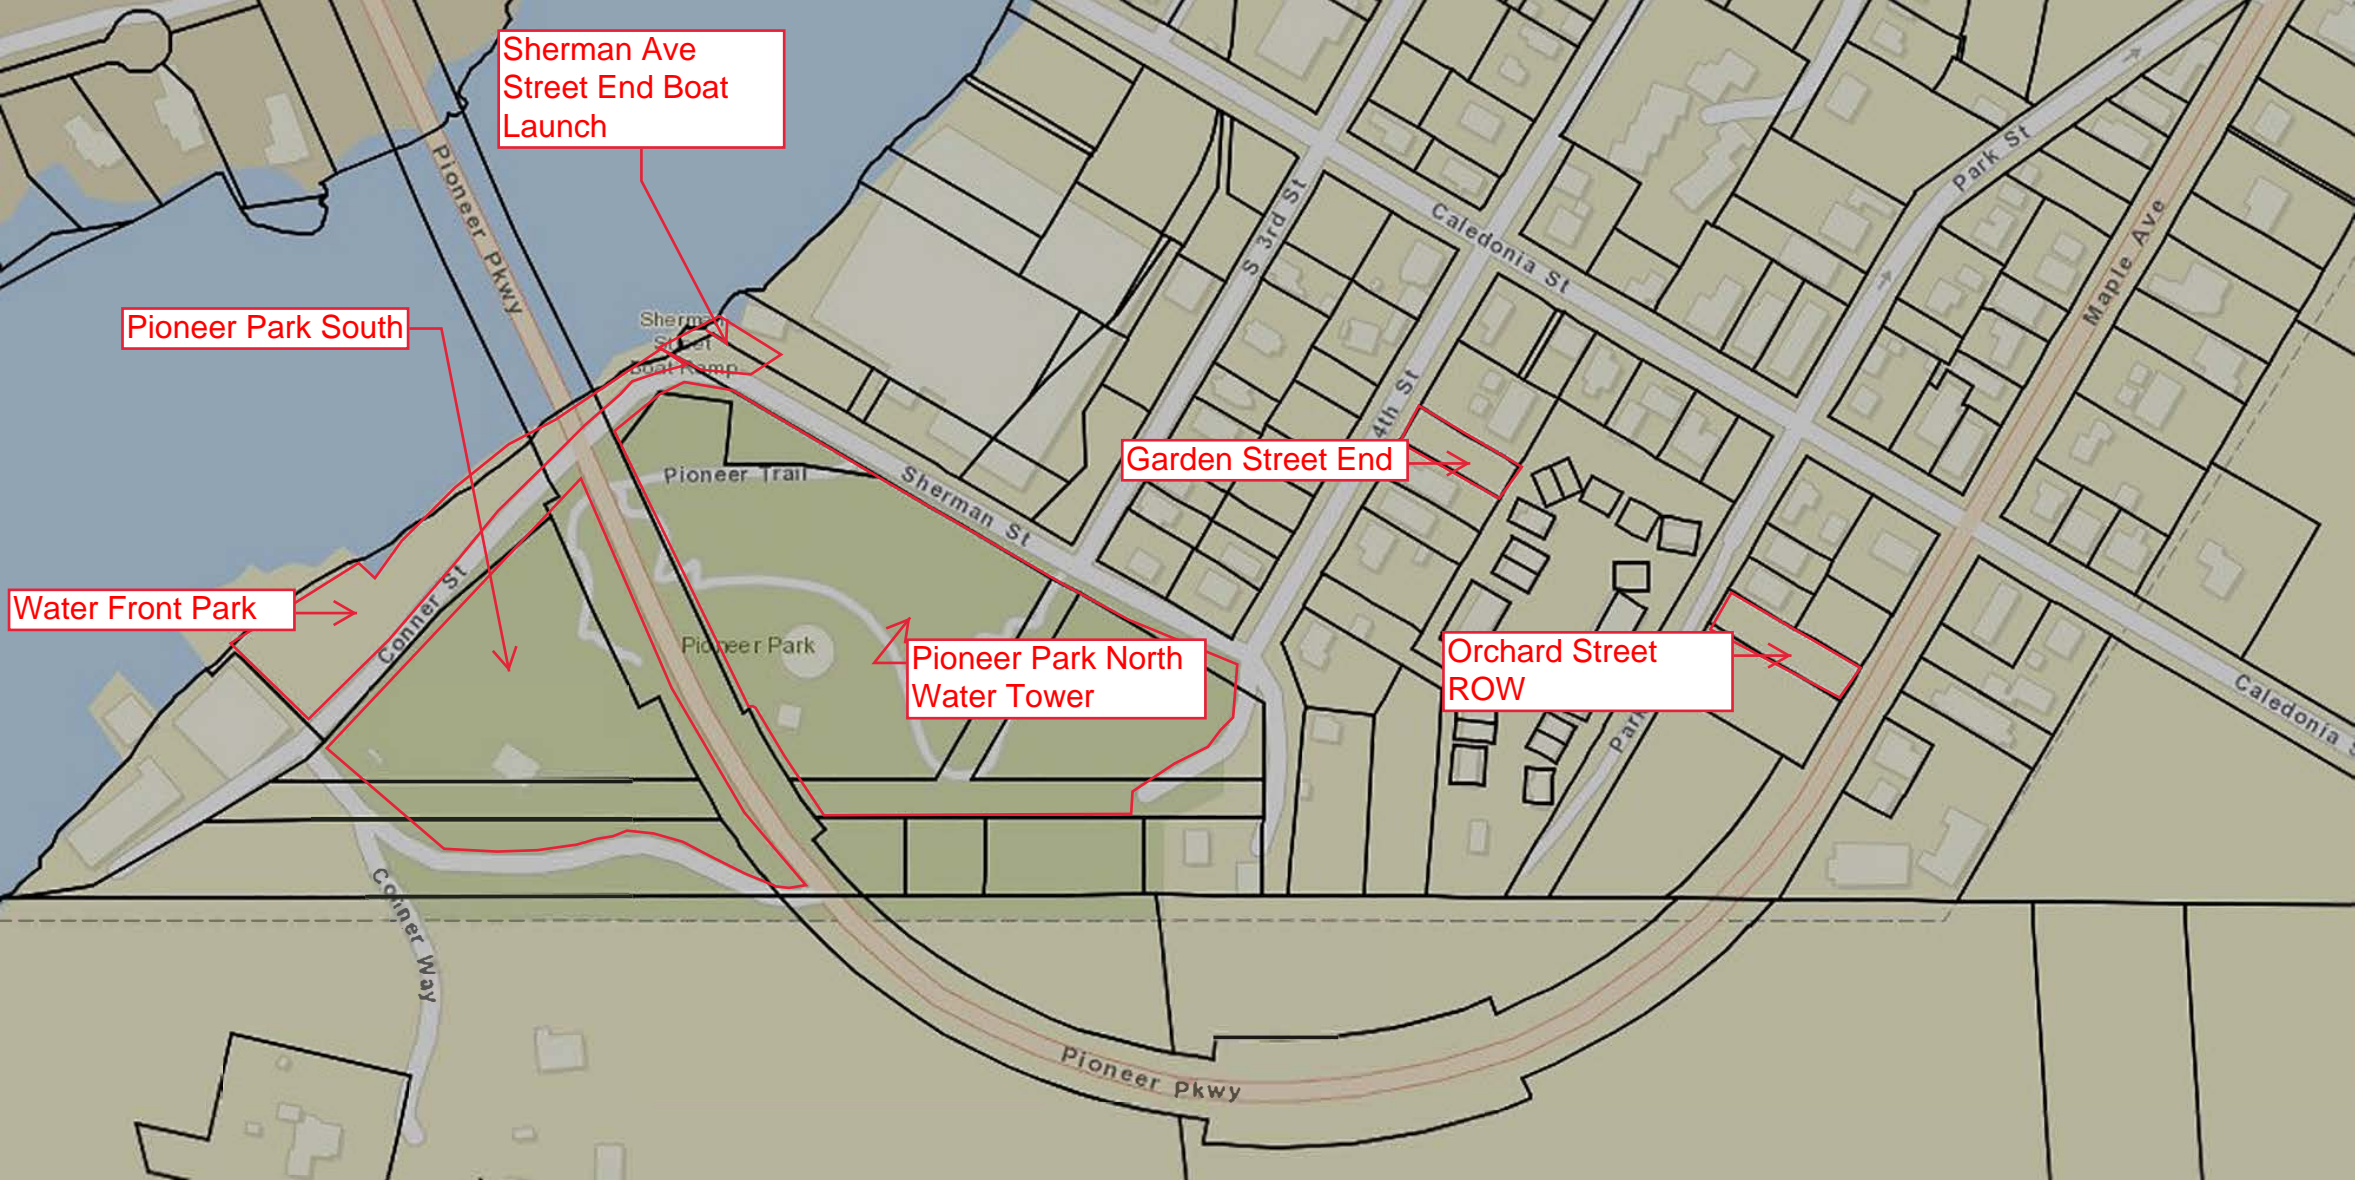 Sherman Ave
Street End Boat
Launch
Pioneer Pkwy
Park St
Maple Ave
S 3rd St
Caledonia St
Pioneer Park South
Sherman
Street
Boat Ramp
4th St
Garden Street End
Pioneer Trail
Sherman St
Water Front Park
Conner St
Pioneer Park
Pioneer Park North
Water Tower
Orchard Street
ROW
Park
Caledonia S
Conner Way
Pioneer Pkwy